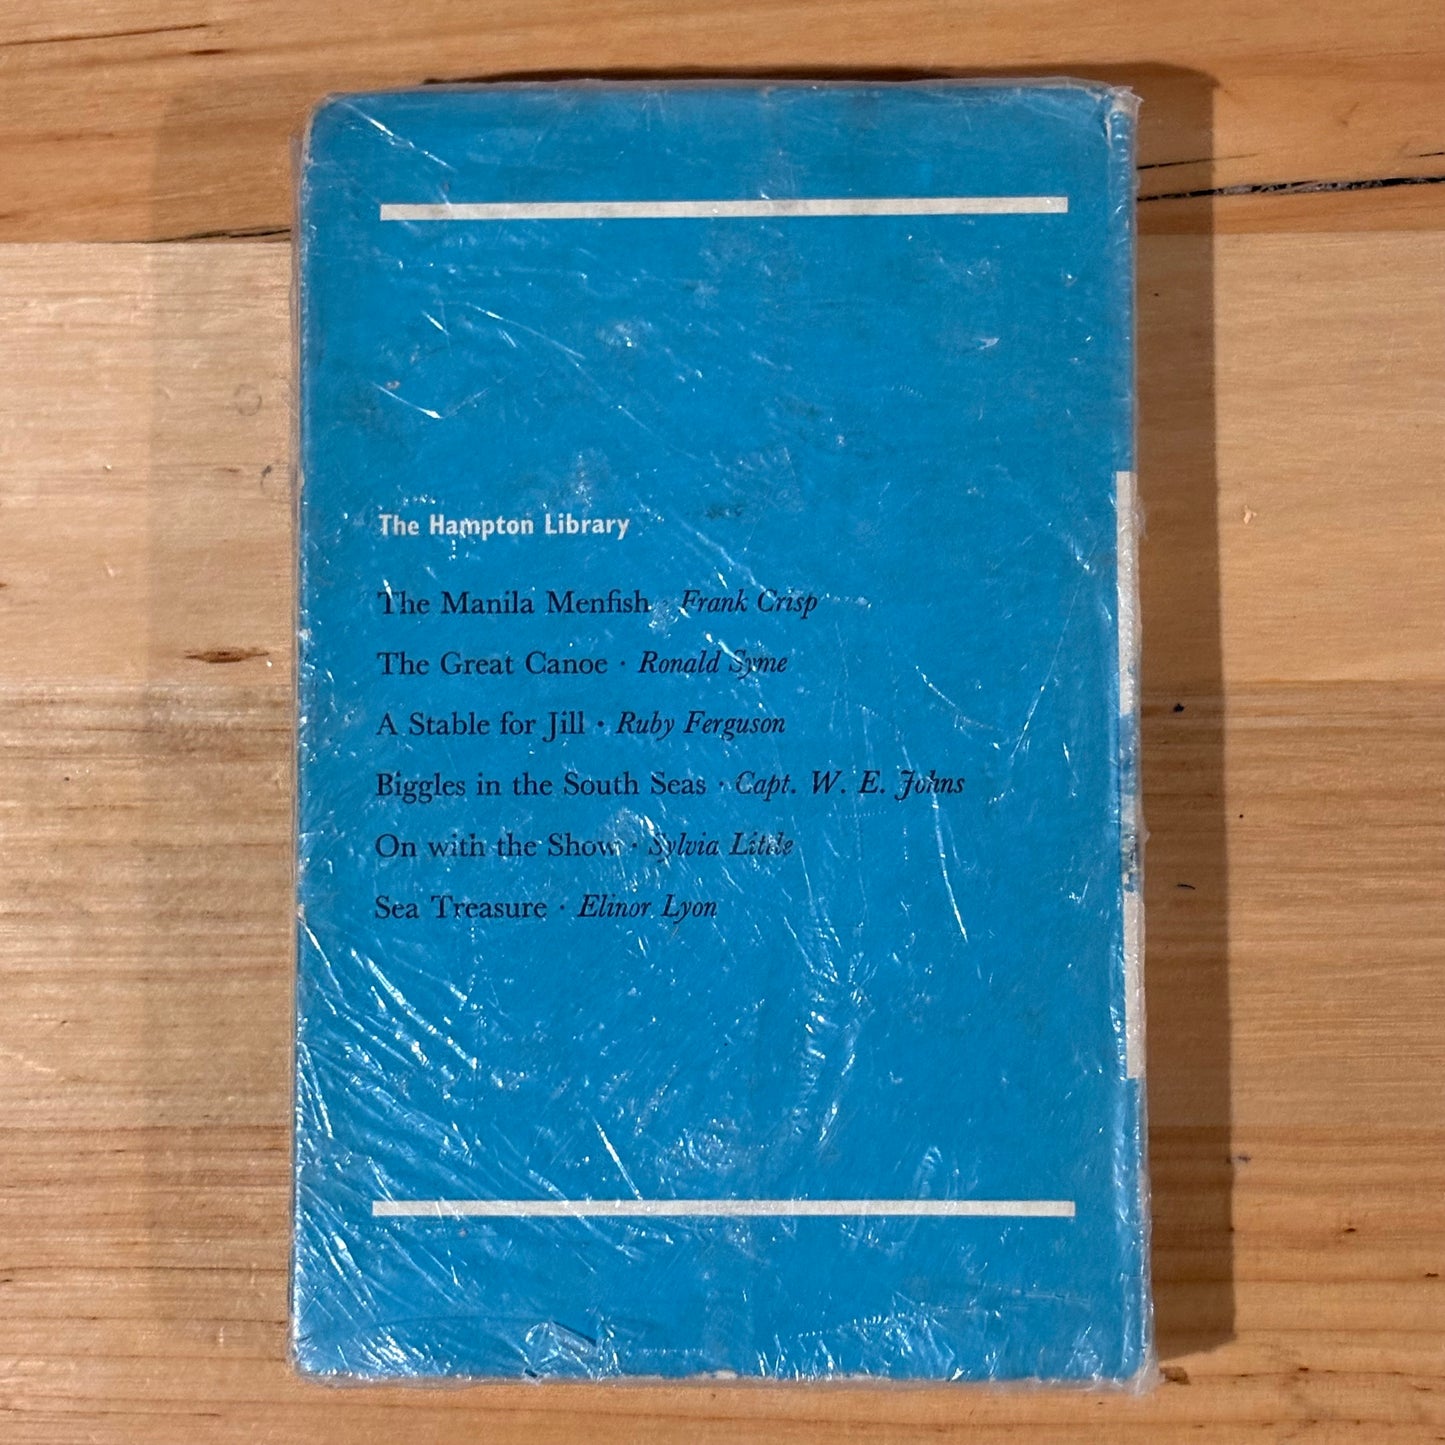 The Hampton Library
The Manila Menfish · Frank Crisp
The Great Canoe · Ronald Syme
A Stable for Jill · Ruby Ferguson
Biggles in the South Seas · Capt. W. E. Johns
On with the Show · Sylvia Little
Sea Treasure · Elinor Lyon